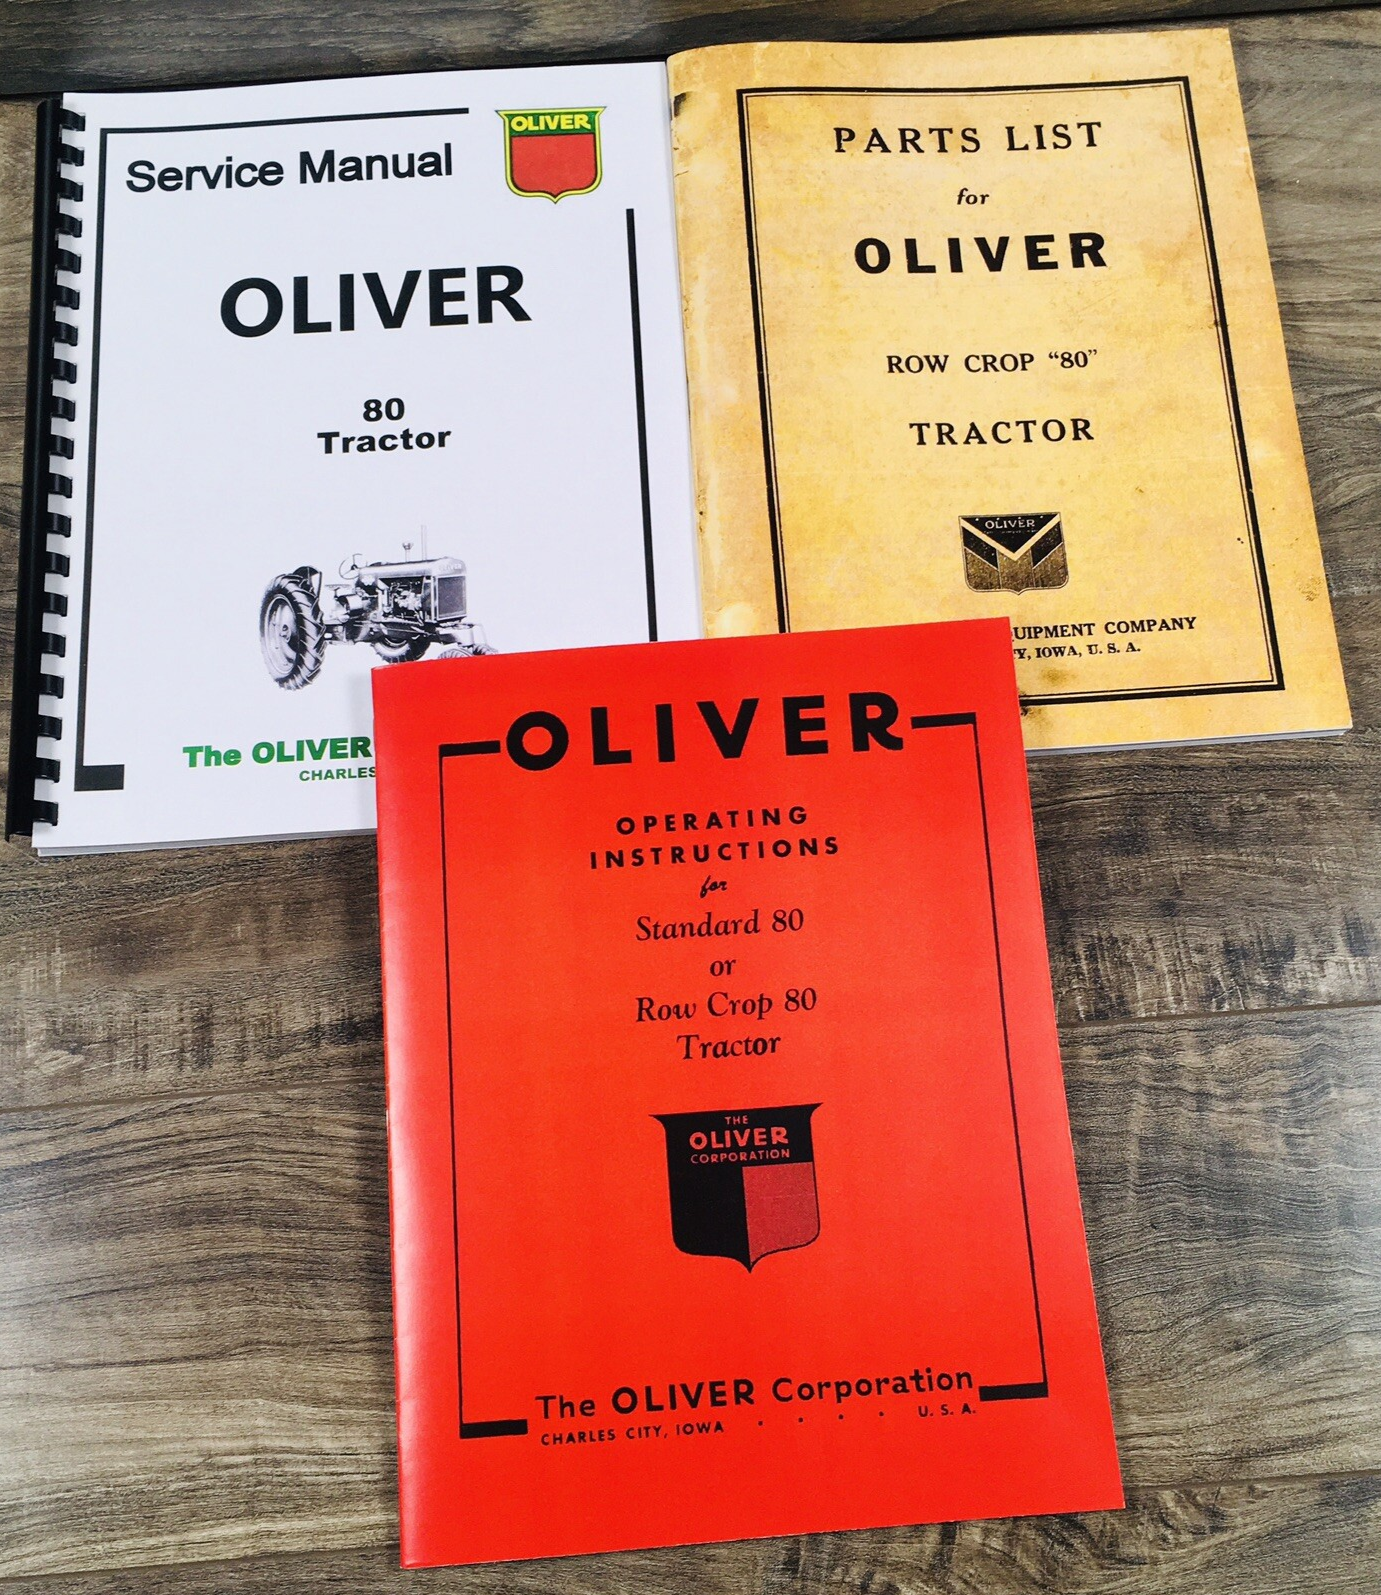 Service Manual
OLIVER
OLIVER
80
Tractor
The OLIVER
CHARLES
PARTS LIST
for
OLIVER
ROW CROP “80”
TRACTOR
OLIVER
UIPMENT COMPANY
Y, IOWA, U. S. A.
OLIVER
OPERATING
INSTRUCTIONS
for
Standard 80
or
Row Crop 80
Tractor
THE
OLIVER
CORPORATION
The OLIVER Corporation
CHARLES CITY, IOWA . . . . U. S. A.